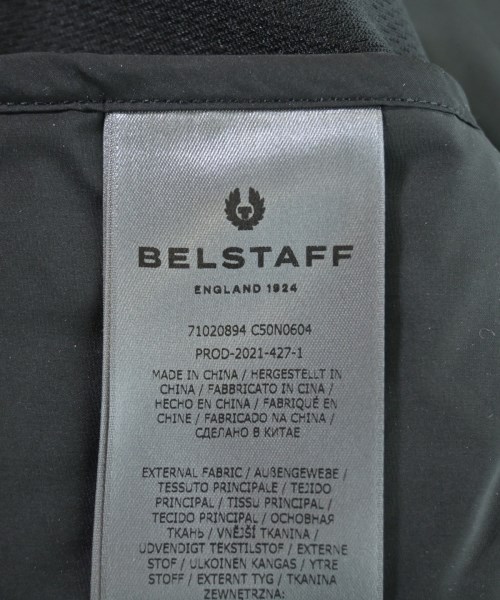 BELSTAFF
ENGLAND 1924
71020894 C50N0604
PROD-2021-427-1
MADE IN CHINA / HERGESTELLT IN
CHINA / FABBRICATO IN CINA /
HECHO EN CHINA / FABRIQUÉ EN
CHINE / FABRICADO NA CHINA /
СДЕЛАНО В КИТАЕ
EXTERNAL FABRIC / AUßENGEWEBE /
TESSUTO PRINCIPALE / TEJIDO
PRINCIPAL / TISSU PRINCIPAL /
TECIDO PRINCIPAL / ОСНОВНАЯ
ТКАНЬ / VNĚJŠÍ TKANINA /
UDVENDIGT TEKSTILSTOF / EXTERNE
STOF / ULKOINEN KANGAS / YTRE
STOFF / EXTERNT TYG / TKANINA
ZEWNĘTRZNA: